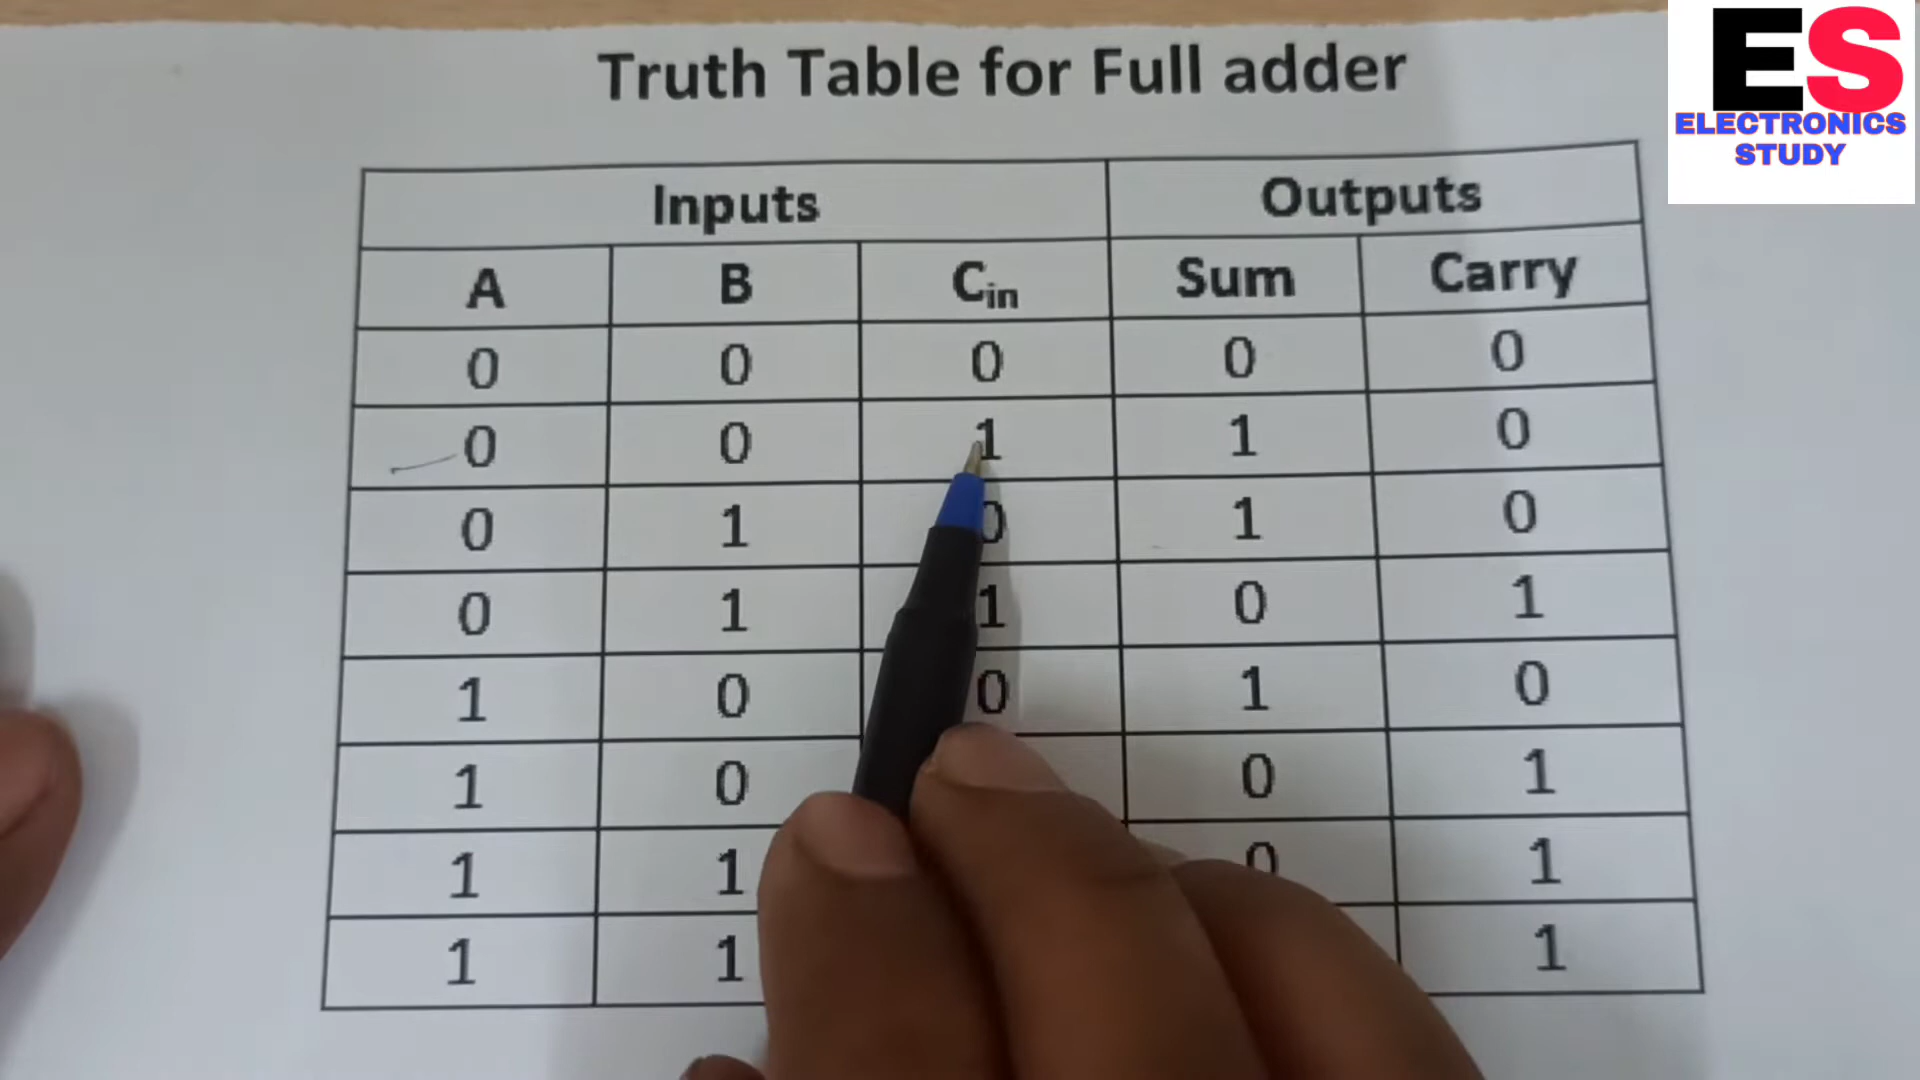 Truth Table for Full adder
ES
ELECTRONICS
STUDY
Inputs Outputs
A B Cin Sum Carry
0 0 0 0 0
0 0 1 1 0
0 1 0 1 0
0 1 1 0 1
1 0 0 1 0
1 0 0 1
1 1 0 1
1 1 1